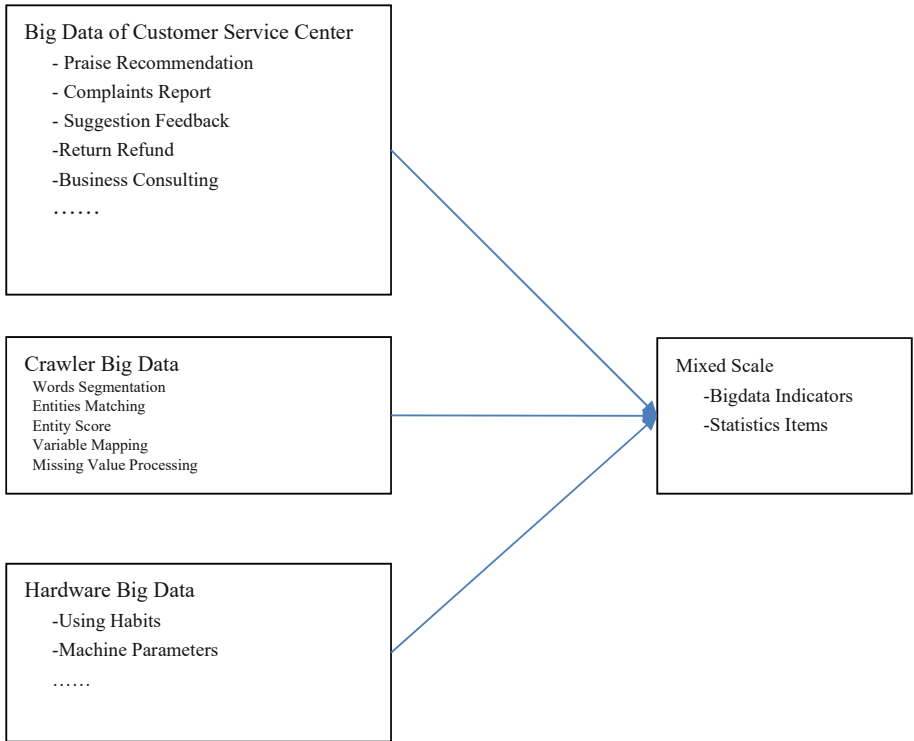 Big Data of Customer Service Center
- Praise Recommendation
- Complaints Report
- Suggestion Feedback
-Return Refund
-Business Consulting
……
Crawler Big Data
Words Segmentation
Entities Matching
Entity Score
Variable Mapping
Missing Value Processing
Mixed Scale
-Bigdata Indicators
-Statistics Items
Hardware Big Data
-Using Habits
-Machine Parameters
……